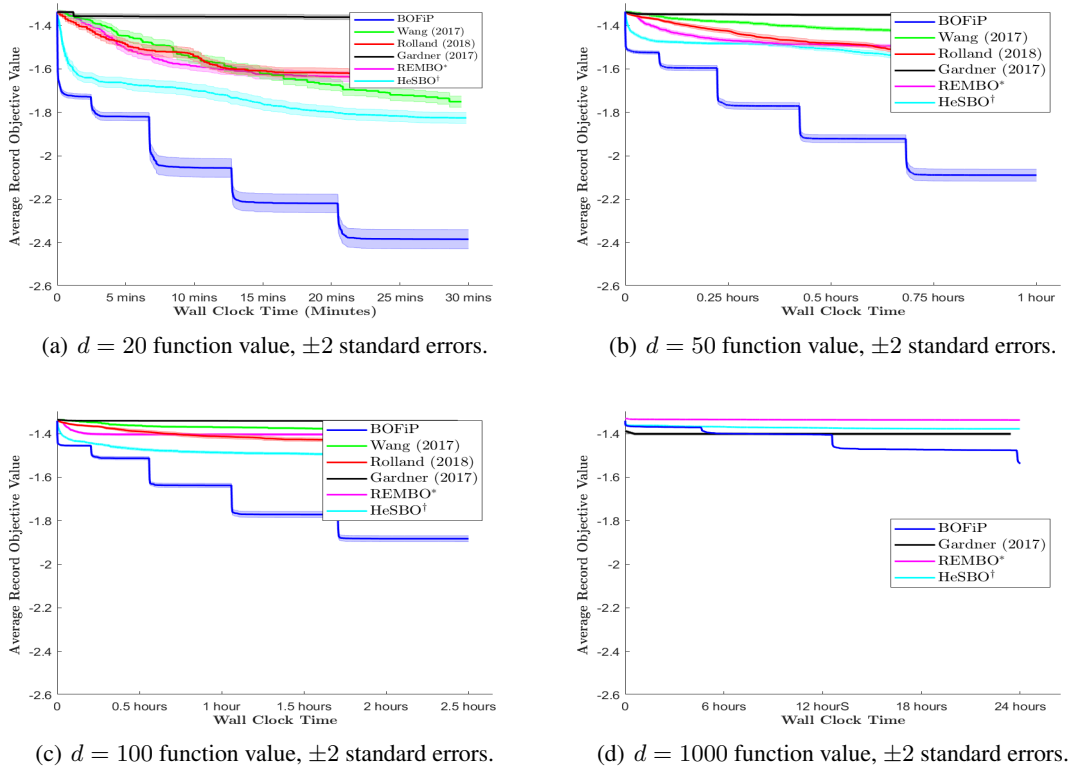 Average Record Objective Value
-1.4
-1.6
-1.8
-2
-2.2
-2.4
-2.6
BOFiP
Wang (2017)
Rolland (2018)
Gardner (2017)
REMBO*
HeSBO†
0
5 mins
10 mins
15 mins
20 mins
25 mins
30 mins
Wall Clock Time (Minutes)
(a) d = 20 function value, ±2 standard errors.
Average Record Objective Value
-1.4
-1.6
-1.8
-2
-2.2
-2.4
-2.6
BOFiP
Wang (2017)
Rolland (2018)
Gardner (2017)
REMBO*
HeSBO†
0
0.25 hours
0.5 hours
0.75 hours
1 hour
Wall Clock Time
(b) d = 50 function value, ±2 standard errors.
Average Record Objective Value
-1.4
-1.6
-1.8
-2
-2.2
-2.4
-2.6
BOFiP
Wang (2017)
Rolland (2018)
Gardner (2017)
REMBO*
HeSBO†
0
0.5 hours
1 hour
1.5 hours
2 hours
2.5 hours
Wall Clock Time
(c) d = 100 function value, ±2 standard errors.
Average Record Objective Value
-1.4
-1.6
-1.8
-2
-2.2
-2.4
-2.6
BOFiP
Gardner (2017)
REMBO*
HeSBO†
0
6 hours
12 hourS
18 hours
24 hours
Wall Clock Time
(d) d = 1000 function value, ±2 standard errors.